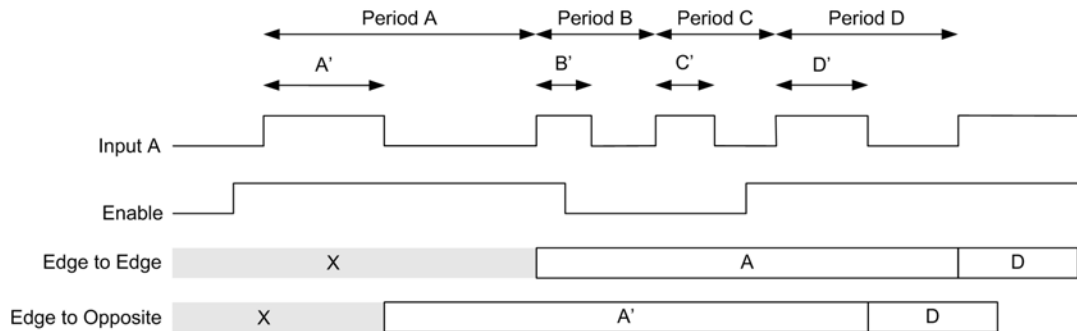 Period A Period B Period C Period D
A' B' C' D'
Input A
Enable
Edge to Edge X A D
Edge to Opposite X A' D